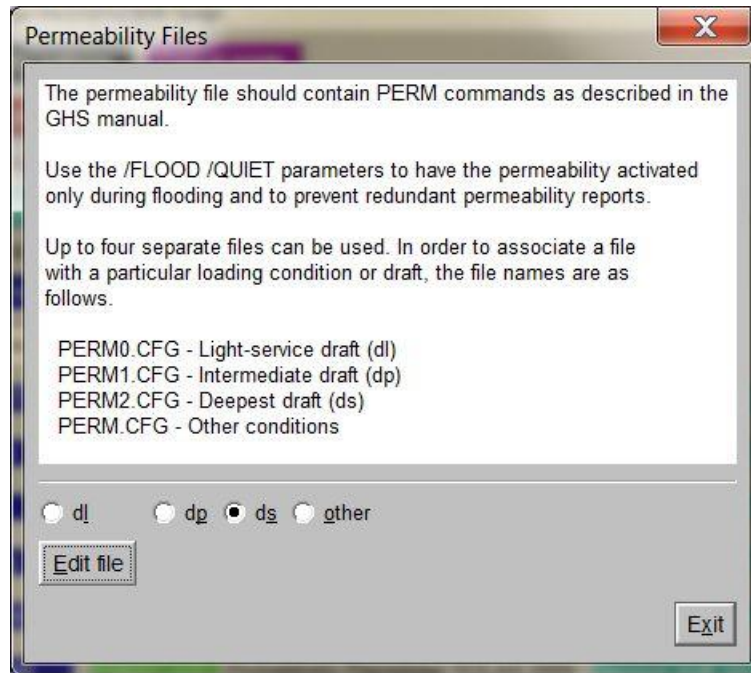 Permeability Files
The permeability file should contain PERM commands as described in the
GHS manual.
Use the /FLOOD /QUIET parameters to have the permeability activated
only during flooding and to prevent redundant permeability reports.
Up to four separate files can be used. In order to associate a file
with a particular loading condition or draft, the file names are as
follows.
PERM0.CFG - Light-service draft (dl)
PERM1.CFG - Intermediate draft (dp)
PERM2.CFG - Deepest draft (ds)
PERM.CFG - Other conditions
dl dp ds other
Edit file
Exit